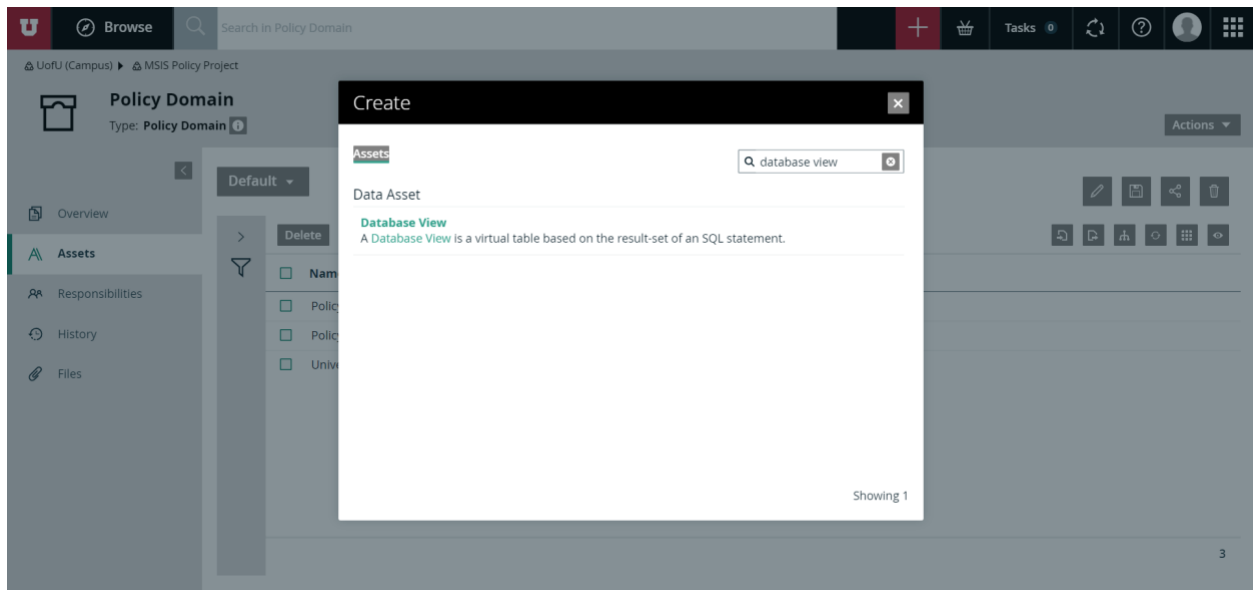 U Browse Search in Policy Domain Tasks 0
UofU (Campus) MSIS Policy Project
Policy Domain
Type: Policy Domain
Actions
Create
Assets
database view
Data Asset
Database View
A Database View is a virtual table based on the result-set of an SQL statement.
Showing 1
Default
Overview
Assets
Responsibilities
History
Files
Delete
3